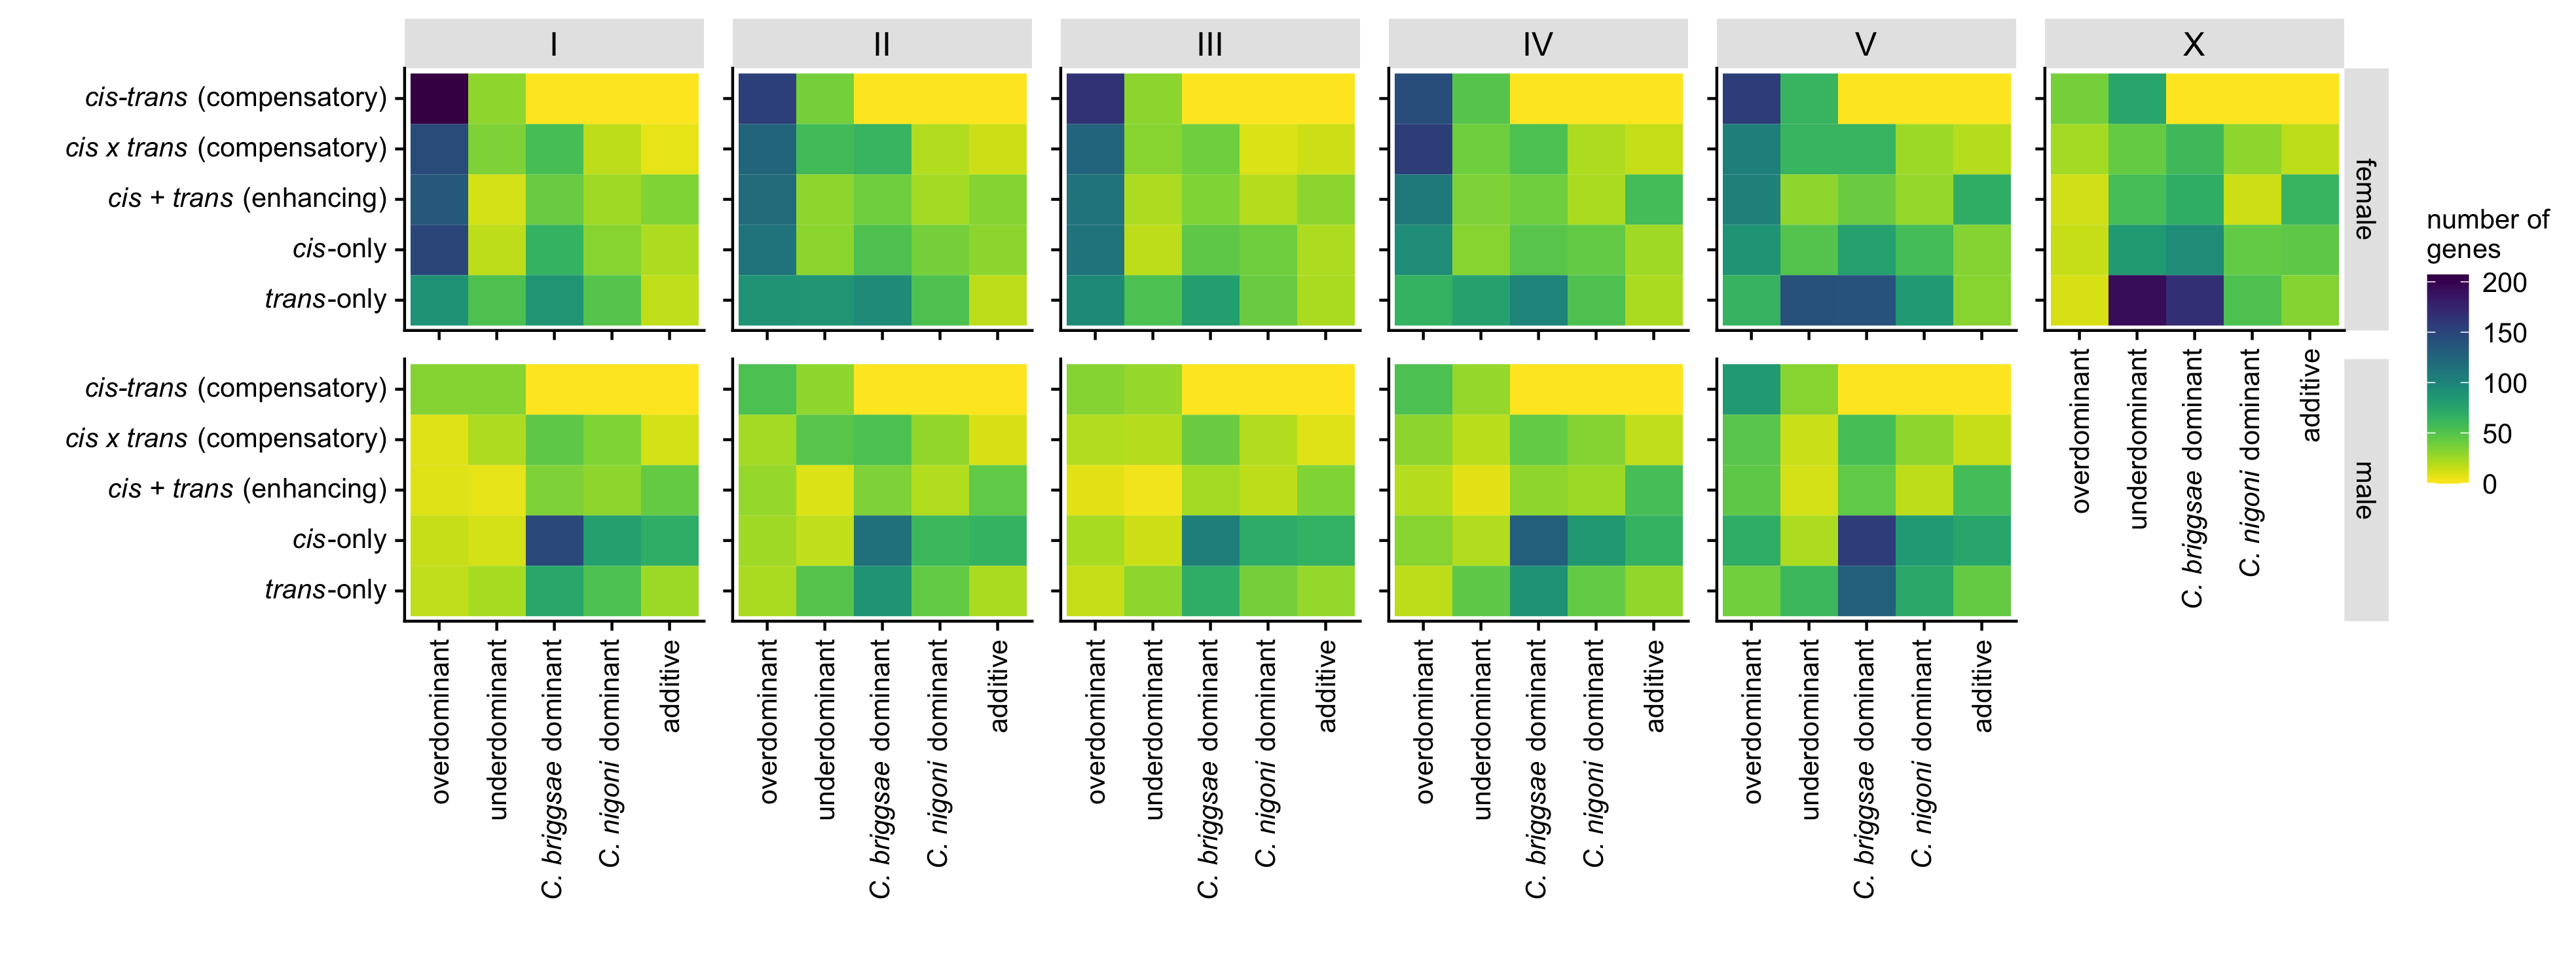 I II III IV V X
cis-trans (compensatory)
cis x trans (compensatory)
cis + trans (enhancing)
cis-only
trans-only
female
cis-trans (compensatory)
cis x trans (compensatory)
cis + trans (enhancing)
cis-only
trans-only
male
overdominant
underdominant
C. briggsae dominant
C. nigoni dominant
additive
overdominant
underdominant
C. briggsae dominant
C. nigoni dominant
additive
overdominant
underdominant
C. briggsae dominant
C. nigoni dominant
additive
overdominant
underdominant
C. briggsae dominant
C. nigoni dominant
additive
overdominant
underdominant
C. briggsae dominant
C. nigoni dominant
additive
overdominant
underdominant
C. briggsae dominant
C. nigoni dominant
additive
number of
genes
200
150
100
50
0